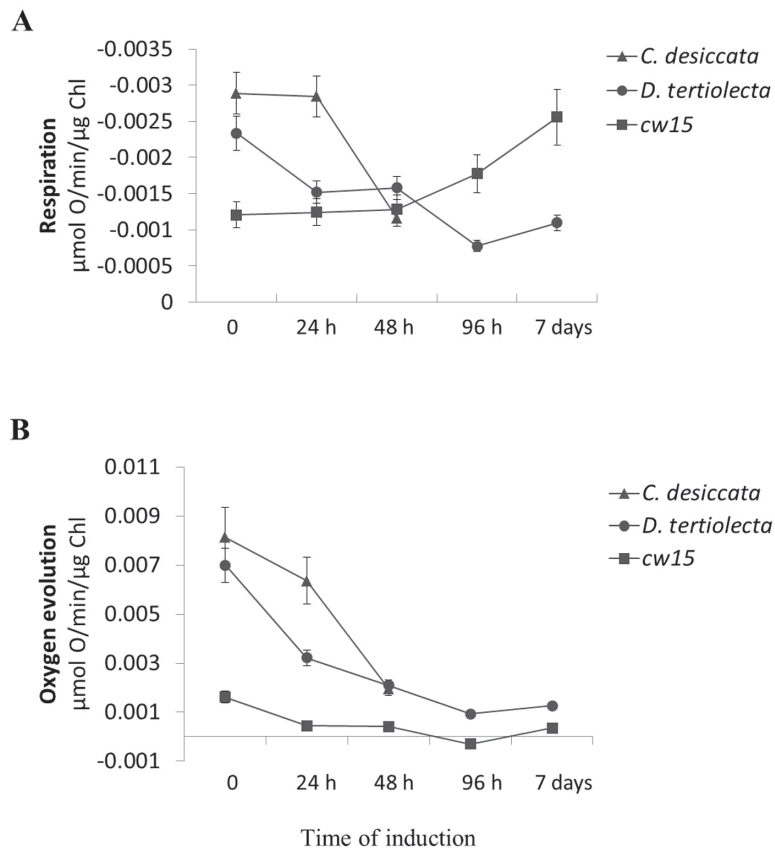 A
Respiration
µmol O/min/µg Chl
-0.0035
-0.003
-0.0025
-0.002
-0.0015
-0.001
-0.0005
0
0 24 h 48 h 96 h 7 days
C. desiccata
D. tertiolecta
cw15
B
Oxygen evolution
µmol O/min/µg Chl
0.011
0.009
0.007
0.005
0.003
0.001
-0.001
0 24 h 48 h 96 h 7 days
C. desiccata
D. tertiolecta
cw15
Time of induction